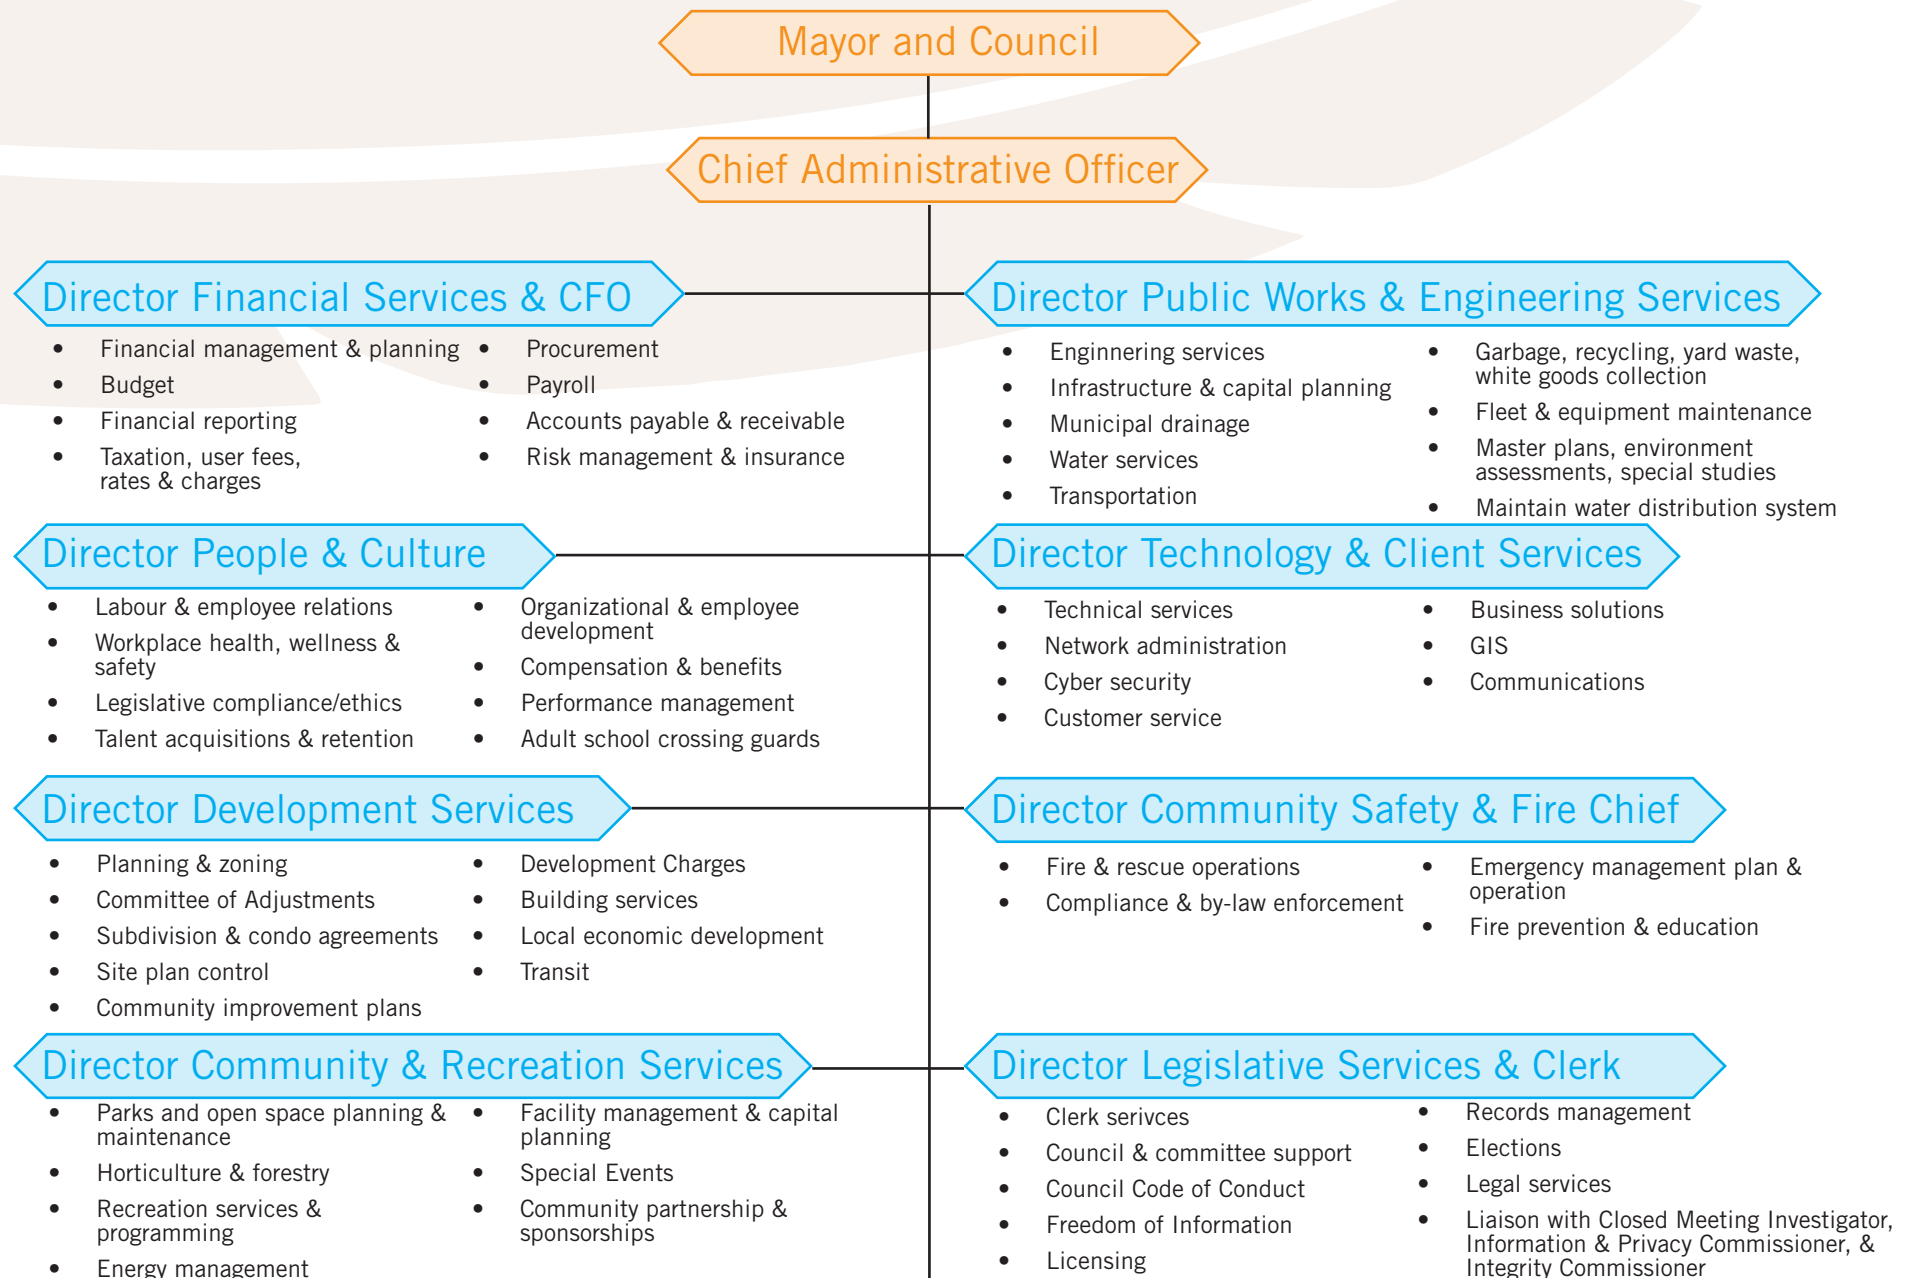 Mayor and Council
Chief Administrative Officer
Director Financial Services & CFO
• Financial management & planning
• Budget
• Financial reporting
• Taxation, user fees,
rates & charges
• Procurement
• Payroll
• Accounts payable & receivable
• Risk management & insurance
Director Public Works & Engineering Services
• Enginnering services
• Infrastructure & capital planning
• Municipal drainage
• Water services
• Transportation
• Garbage, recycling, yard waste,
white goods collection
• Fleet & equipment maintenance
• Master plans, environment
assessments, special studies
• Maintain water distribution system
Director People & Culture
• Labour & employee relations
• Workplace health, wellness &
safety
• Legislative compliance/ethics
• Talent acquisitions & retention
• Organizational & employee
development
• Compensation & benefits
• Performance management
• Adult school crossing guards
Director Technology & Client Services
• Technical services
• Network administration
• Cyber security
• Customer service
• Business solutions
• GIS
• Communications
Director Development Services
• Planning & zoning
• Committee of Adjustments
• Subdivision & condo agreements
• Site plan control
• Community improvement plans
• Development Charges
• Building services
• Local economic development
• Transit
Director Community Safety & Fire Chief
• Fire & rescue operations
• Compliance & by-law enforcement
• Emergency management plan &
operation
• Fire prevention & education
Director Community & Recreation Services
• Parks and open space planning &
maintenance
• Horticulture & forestry
• Recreation services &
programming
• Energy management
• Facility management & capital
planning
• Special Events
• Community partnership &
sponsorships
Director Legislative Services & Clerk
• Clerk serivces
• Council & committee support
• Council Code of Conduct
• Freedom of Information
• Licensing
• Records management
• Elections
• Legal services
• Liaison with Closed Meeting Investigator,
Information & Privacy Commissioner, &
Integrity Commissioner